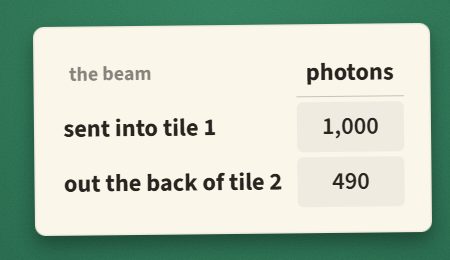 the beam photons
sent into tile 1 1,000
out the back of tile 2 490